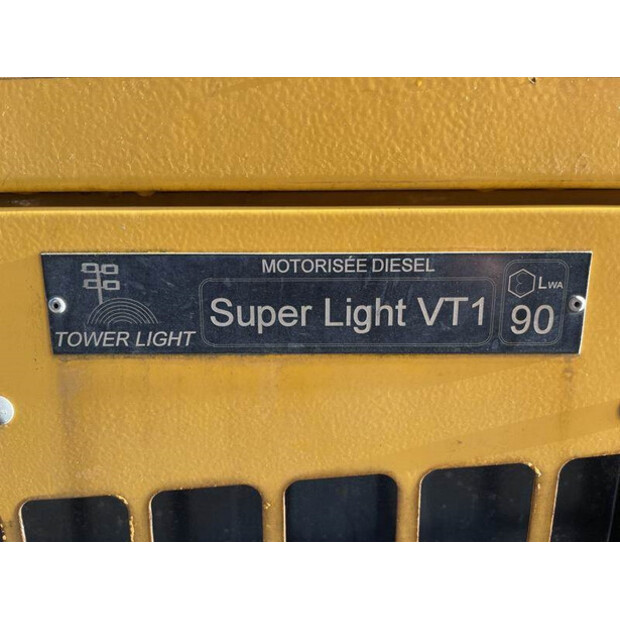 MOTORISÉE DIESEL
TOWER LIGHT
Super Light VT1
LWA
90